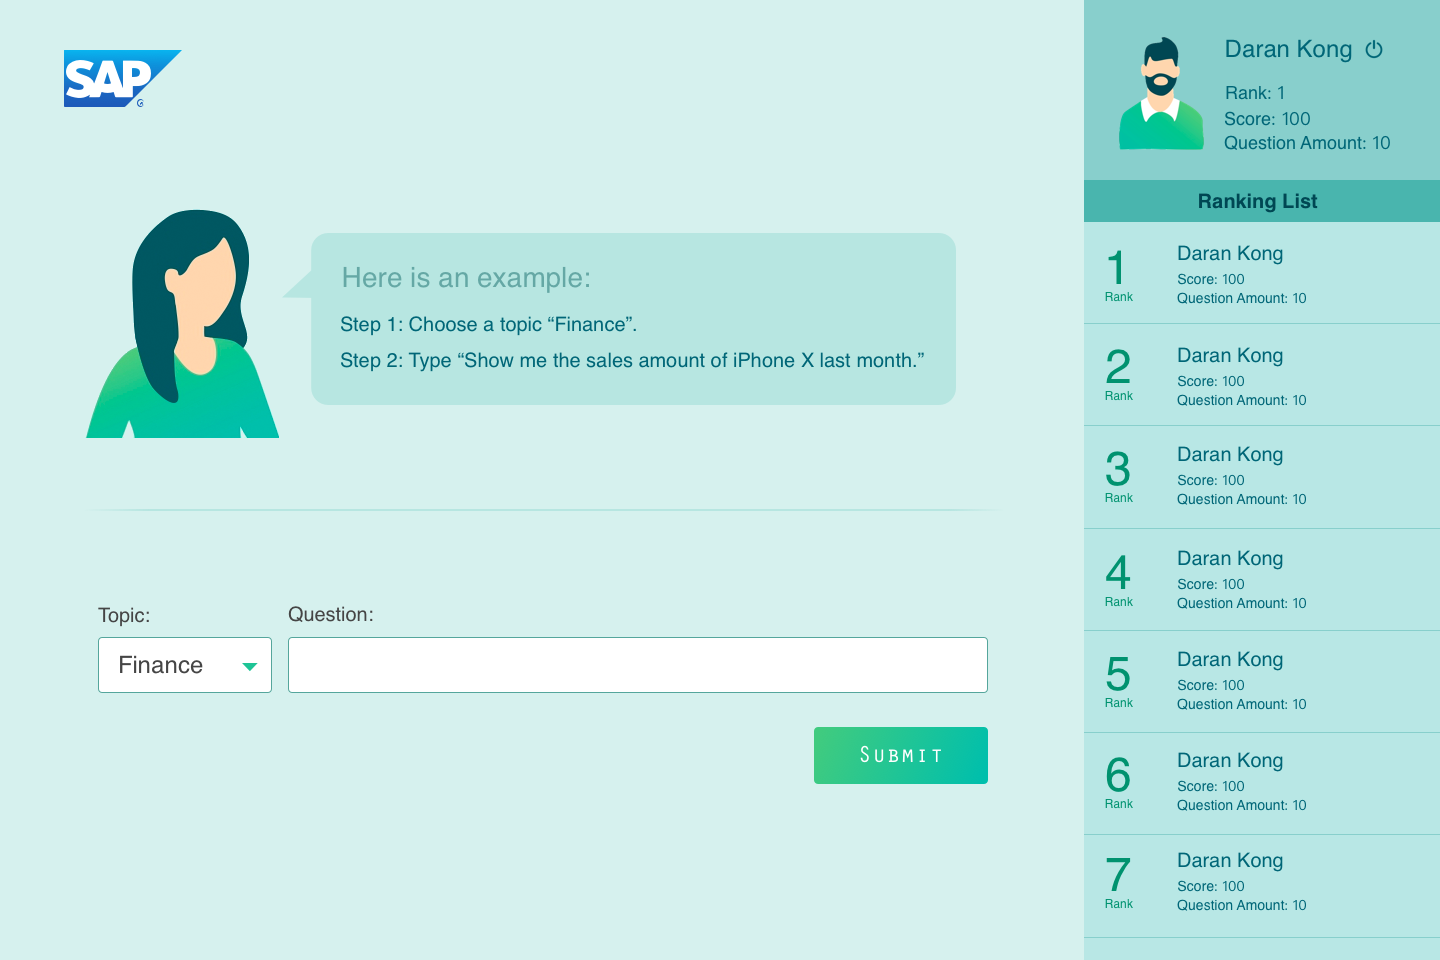 SAP
Here is an example:
Step 1: Choose a topic “Finance”.
Step 2: Type “Show me the sales amount of iPhone X last month.”
Topic:
Question:
Finance
SUBMIT
Daran Kong
Rank: 1
Score: 100
Question Amount: 10
Ranking List
1
Rank
Daran Kong
Score: 100
Question Amount: 10
2
Rank
Daran Kong
Score: 100
Question Amount: 10
3
Rank
Daran Kong
Score: 100
Question Amount: 10
4
Rank
Daran Kong
Score: 100
Question Amount: 10
5
Rank
Daran Kong
Score: 100
Question Amount: 10
6
Rank
Daran Kong
Score: 100
Question Amount: 10
7
Rank
Daran Kong
Score: 100
Question Amount: 10